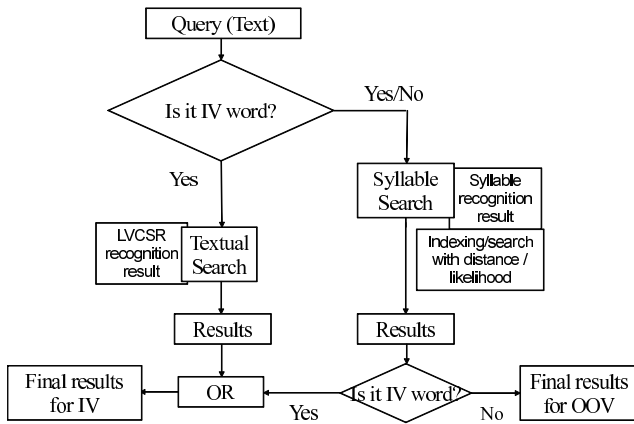 Query (Text)
Is it IV word?
Yes/No
Yes
Syllable
Search
Syllable
recognition
result
Indexing/search
with distance /
likelihood
LVCSR
recognition
result
Textual
Search
Results
Results
Final results
for IV
OR
Yes
Is it IV word?
No
Final results
for OOV